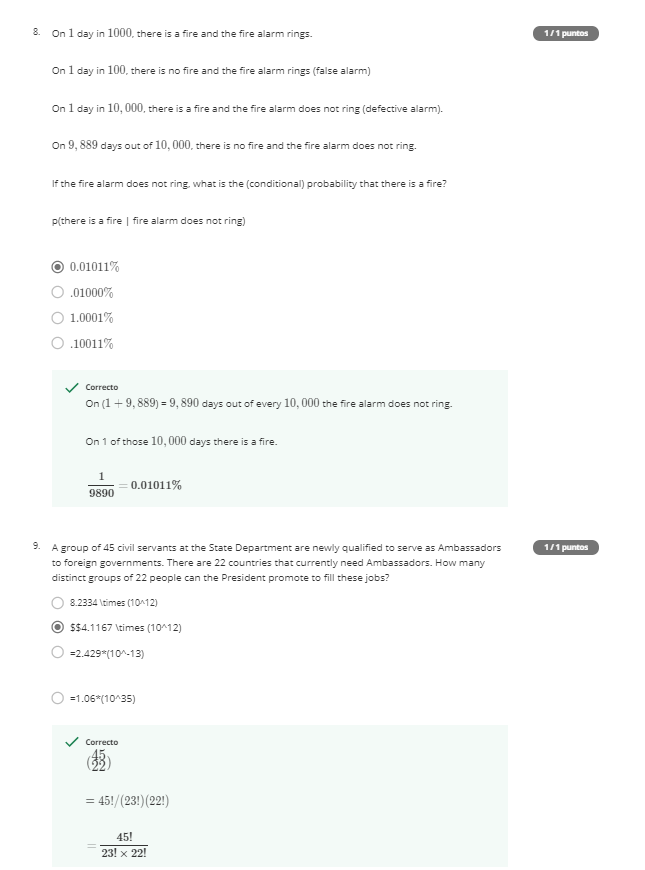 8. On 1 day in 1000, there is a fire and the fire alarm rings.
1 / 1 puntos
On 1 day in 100, there is no fire and the fire alarm rings (false alarm)
On 1 day in 10, 000, there is a fire and the fire alarm does not ring (defective alarm).
On 9, 889 days out of 10, 000, there is no fire and the fire alarm does not ring.
If the fire alarm does not ring, what is the (conditional) probability that there is a fire?
p(there is a fire | fire alarm does not ring)
0.01011%
.01000%
1.0001%
.10011%
Correcto
On (1 + 9, 889) = 9, 890 days out of every 10, 000 the fire alarm does not ring.
On 1 of those 10, 000 days there is a fire.
1
9890
= 0.01011%
9. A group of 45 civil servants at the State Department are newly qualified to serve as Ambassadors
1 / 1 puntos
to foreign governments. There are 22 countries that currently need Ambassadors. How many
distinct groups of 22 people can the President promote to fill these jobs?
8.2334 \times (10^12)
$$4.1167 \times (10^12)
=2.429*(10^-13)
=1.06*(10^35)
Correcto
(45
22)
= 45!/(23!)(22!)
=
45!
23! × 22!